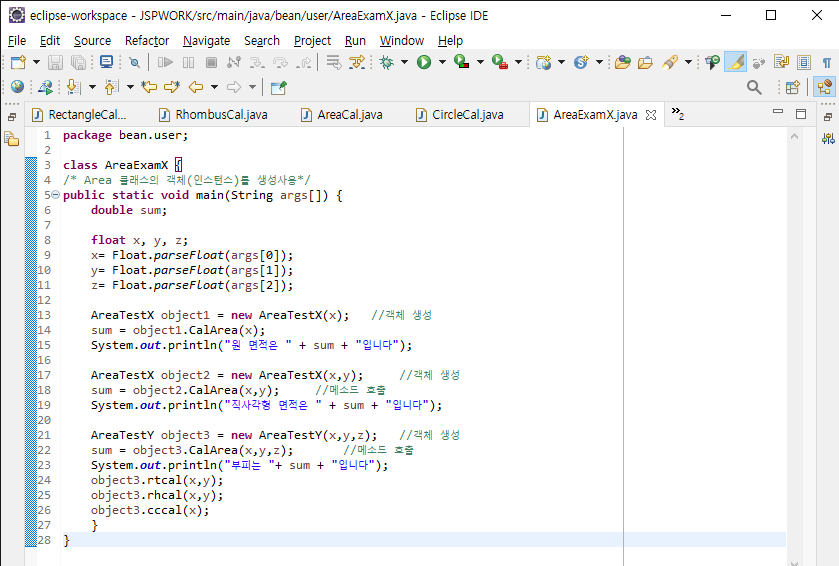 eclipse-workspace - JSPWORK/src/main/java/bean/user/AreaExamX.java - Eclipse IDE
File Edit Source Refactor Navigate Search Project Run Window Help
RectangleCal... RhombusCal.java AreaCal.java CircleCal.java AreaExamX.java »2
1 package bean.user;
2
3 class AreaExamX {
4 /* Area 클래스의 객체(인스턴스)를 생성사용*/
5 public static void main(String args[]) {
6 double sum;
7
8 float x, y, z;
9 x= Float.parseFloat(args[0]);
10 y= Float.parseFloat(args[1]);
11 z= Float.parseFloat(args[2]);
12
13 AreaTestX object1 = new AreaTestX(x); //객체 생성
14 sum = object1.CalArea(x);
15 System.out.println("원 면적은 " + sum + "입니다");
16
17 AreaTestX object2 = new AreaTestX(x,y); //객체 생성
18 sum = object2.CalArea(x,y); //메소드 호출
19 System.out.println("직사각형 면적은 " + sum + "입니다");
20
21 AreaTestY object3 = new AreaTestY(x,y,z); //객체 생성
22 sum = object3.CalArea(x,y,z); //메소드 호출
23 System.out.println("부피는 "+ sum + "입니다");
24 object3.rtcal(x,y);
25 object3.rhcal(x,y);
26 object3.cccal(x);
27 }
28 }